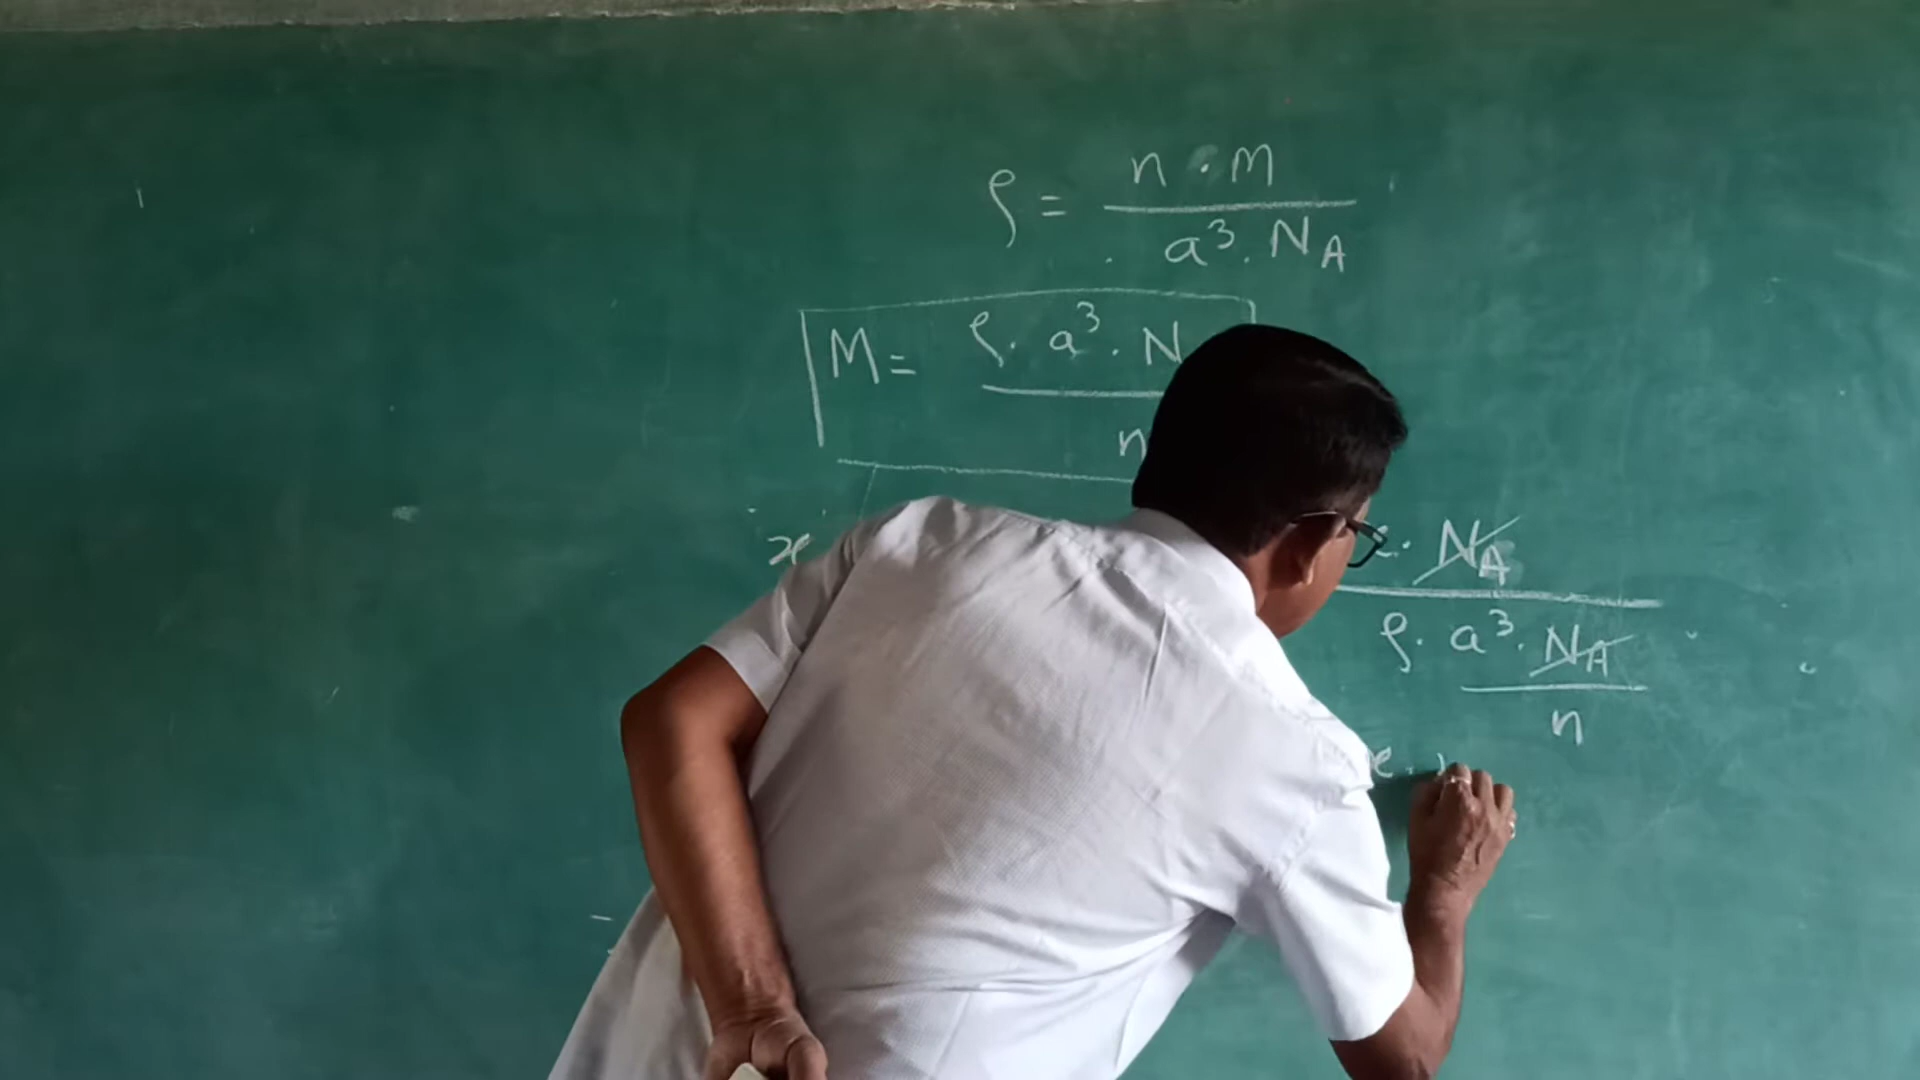 ρ = n · M / a³ · N_A
M = ρ · a³ · N / n
x
· N_A / ρ · a³ · N_A / n
x ·